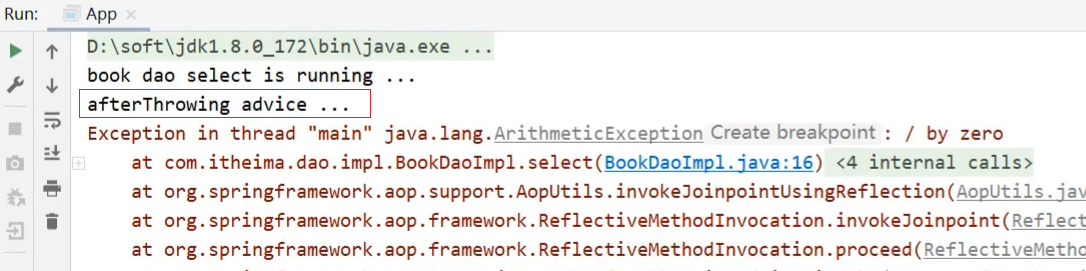 Run: App ×
D:\soft\jdk1.8.0_172\bin\java.exe ...
book dao select is running ...
afterThrowing advice ...
Exception in thread "main" java.lang.ArithmeticException Create breakpoint : / by zero
at com.itheima.dao.impl.BookDaoImpl.select(BookDaoImpl.java:16) <4 internal calls>
at org.springframework.aop.support.AopUtils.invokeJoinpointUsingReflection(AopUtils.jav
at org.springframework.aop.framework.ReflectiveMethodInvocation.invokeJoinpoint(Reflect
at org.springframework.aop.framework.ReflectiveMethodInvocation.proceed(ReflectiveMetho